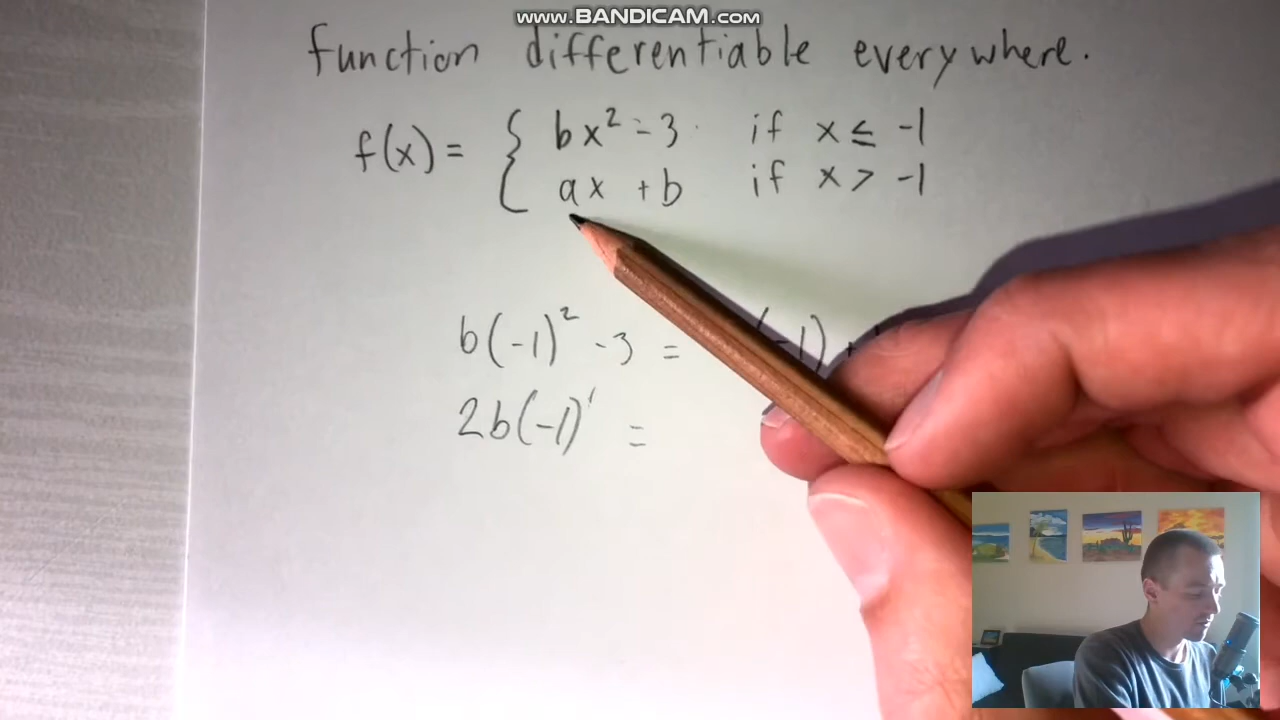 www.BANDICAM.com
function differentiable everywhere.
f(x) = { bx² - 3 if x ≤ -1
ax + b if x > -1
b(-1)² - 3 = (-1) +
2b(-1)¹ =